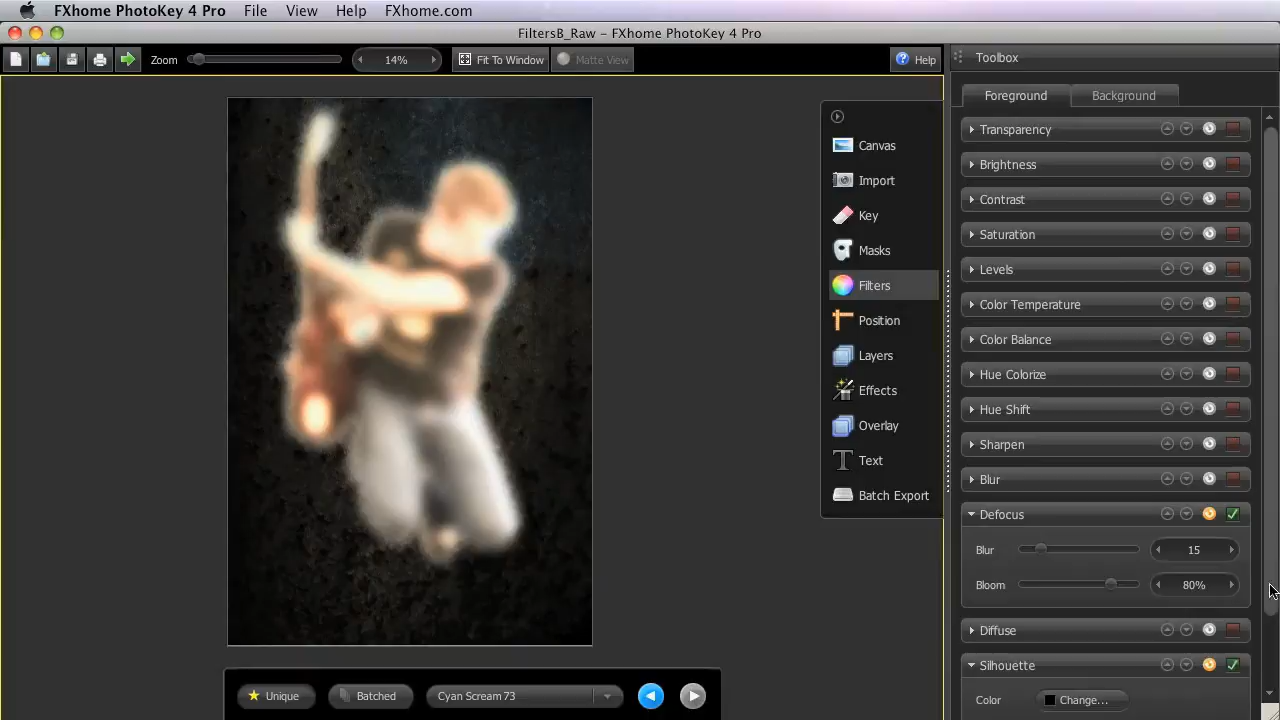 FXhome PhotoKey 4 Pro File View Help FXhome.com
FiltersB_Raw – FXhome PhotoKey 4 Pro
Zoom 14% Fit To Window Matte View ? Help
Toolbox
Foreground Background
Canvas
Import
Key
Masks
Filters
Position
Layers
Effects
Overlay
Text
Batch Export
Transparency
Brightness
Contrast
Saturation
Levels
Color Temperature
Color Balance
Hue Colorize
Hue Shift
Sharpen
Blur
Defocus
Blur 15
Bloom 80%
Diffuse
Silhouette
Color Change...
Unique Batched Cyan Scream 73